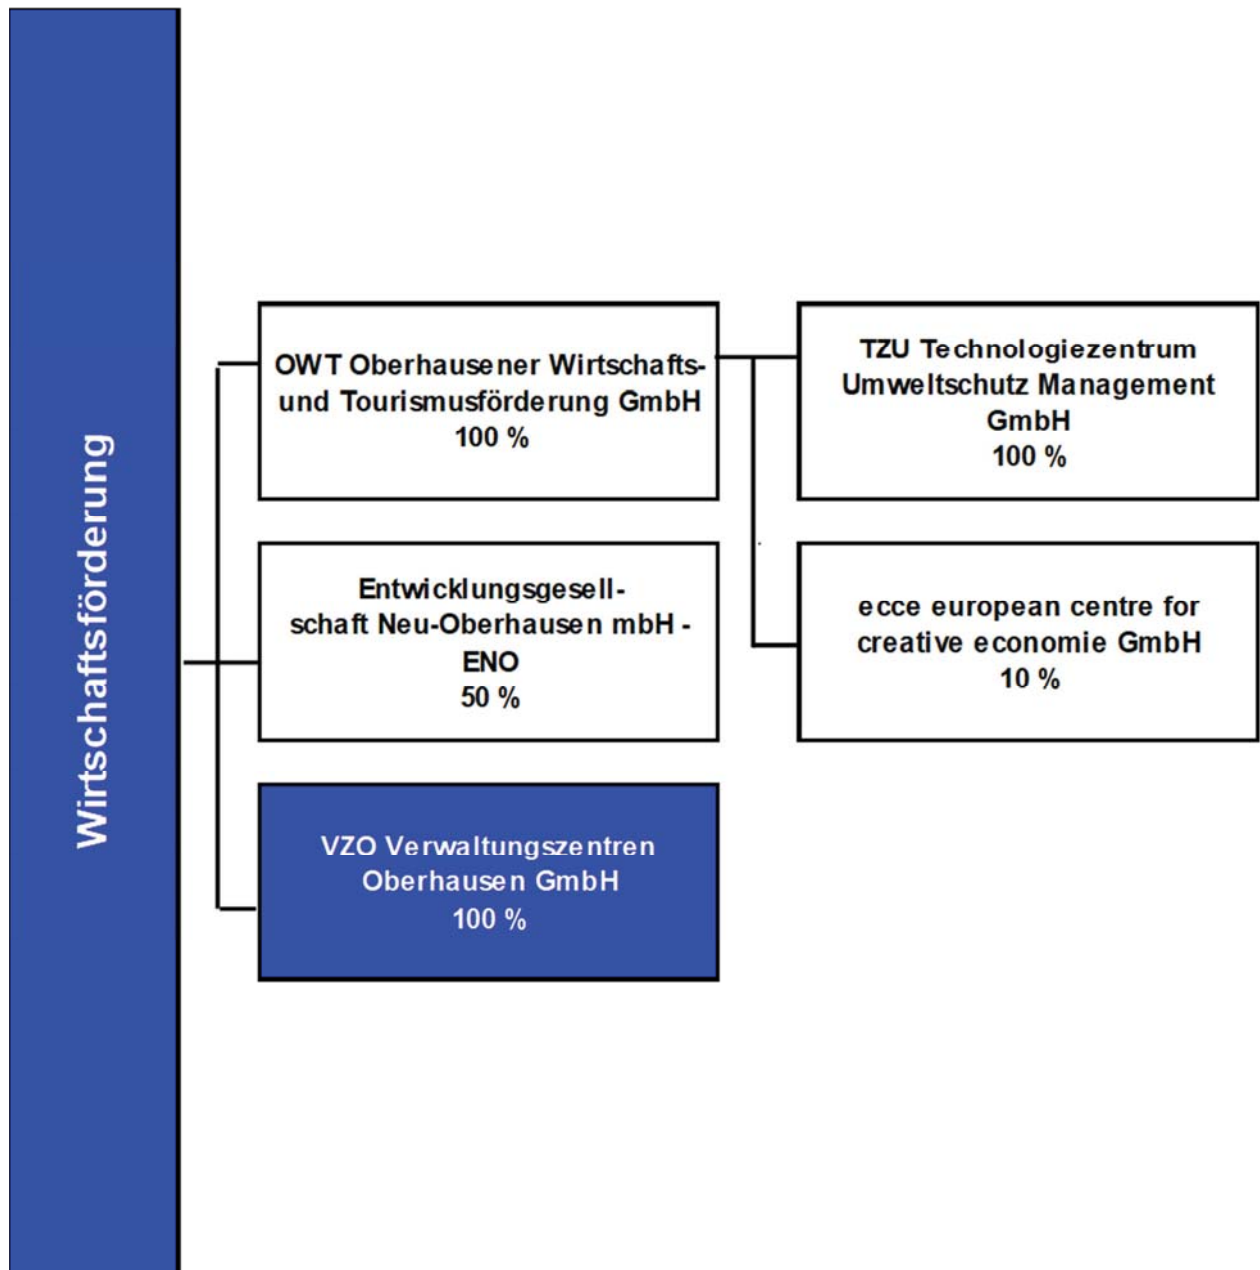 Wirtschaftsförderung
OWT Oberhausener Wirtschafts-
und Tourismusförderung GmbH
100 %
Entwicklungsgesell-
schaft Neu-Oberhausen mbH -
ENO
50 %
VZO Verwaltungszentren
Oberhausen GmbH
100 %
TZU Technologiezentrum
Umweltschutz Management
GmbH
100 %
ecce european centre for
creative economie GmbH
10 %